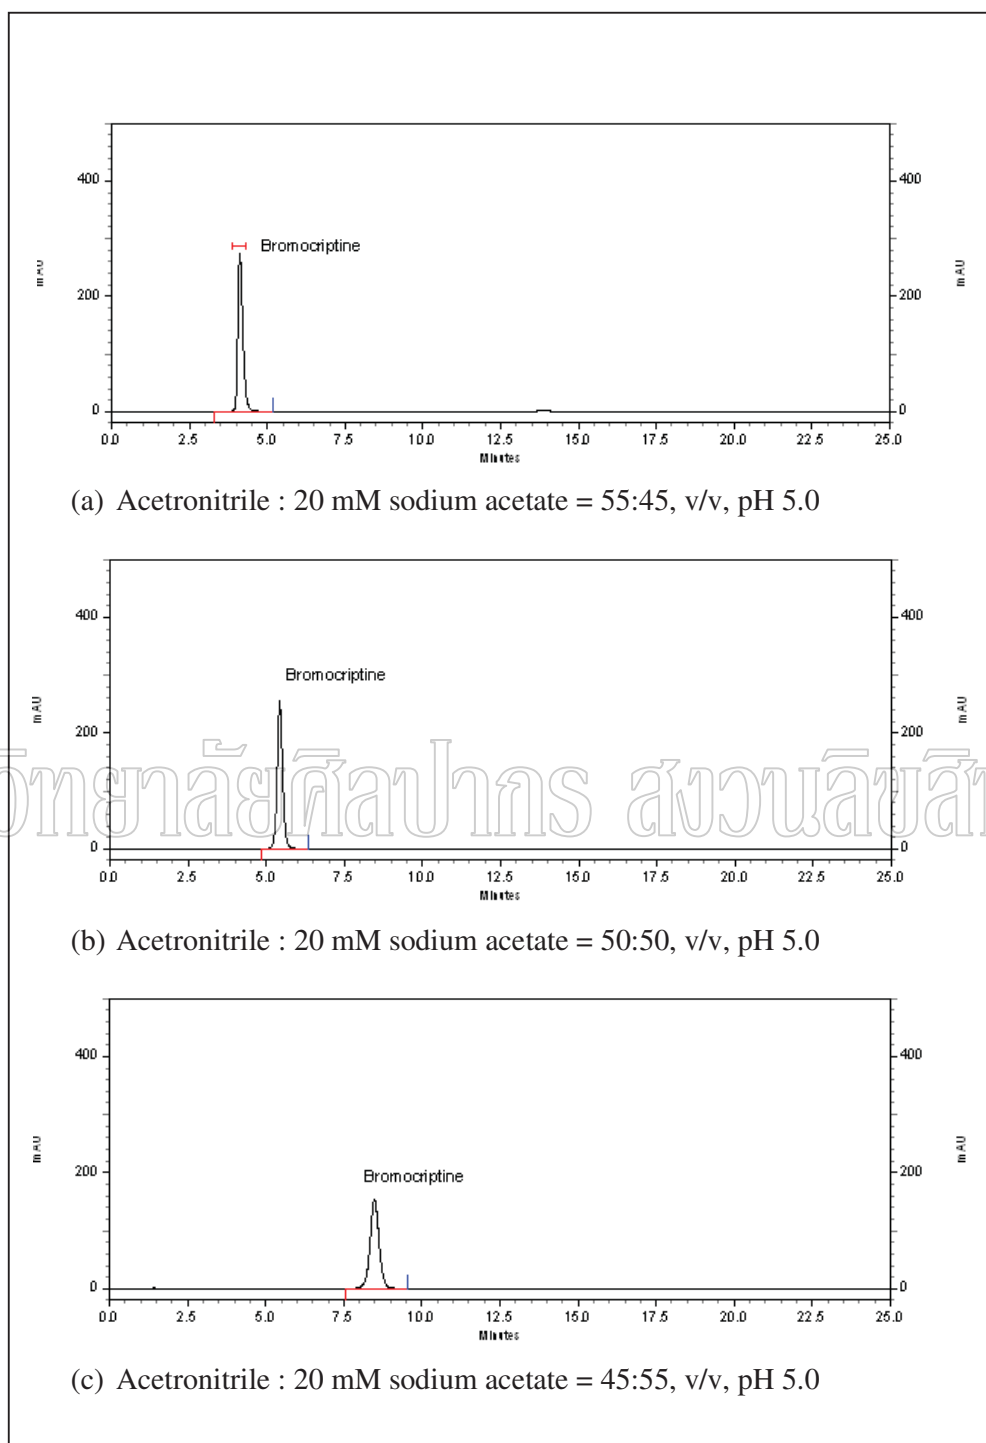 400
400
Bromocriptine
mAU
mAU
200
200
0
0
0.0 2.5 5.0 7.5 10.0 12.5 15.0 17.5 20.0 22.5 25.0
Minutes
(a) Acetronitrile : 20 mM sodium acetate = 55:45, v/v, pH 5.0
400
400
Bromocriptine
mAU
mAU
200
200
วิทยาลัยศิลปากร สงวนลิขสิท
0
0
0.0 2.5 5.0 7.5 10.0 12.5 15.0 17.5 20.0 22.5 25.0
Minutes
(b) Acetronitrile : 20 mM sodium acetate = 50:50, v/v, pH 5.0
400
400
mAU
mAU
200
200
Bromocriptine
0
0
0.0 2.5 5.0 7.5 10.0 12.5 15.0 17.5 20.0 22.5 25.0
Minutes
(c) Acetronitrile : 20 mM sodium acetate = 45:55, v/v, pH 5.0